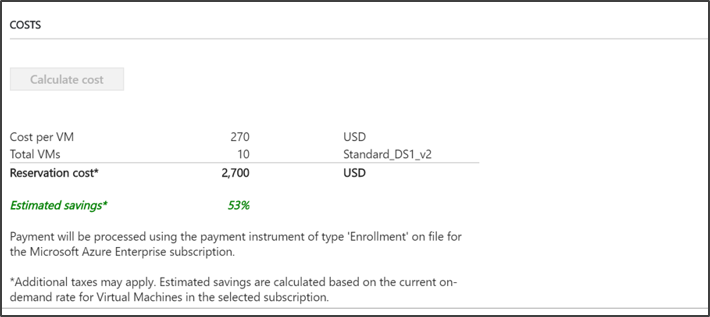 COSTS
Calculate cost
Cost per VM 270 USD
Total VMs 10 Standard_DS1_v2
Reservation cost* 2,700 USD
Estimated savings* 53%
Payment will be processed using the payment instrument of type 'Enrollment' on file for
the Microsoft Azure Enterprise subscription.
*Additional taxes may apply. Estimated savings are calculated based on the current on-
demand rate for Virtual Machines in the selected subscription.